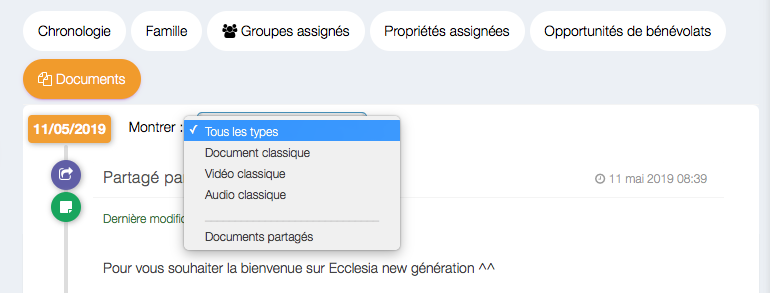 Chronologie Famille Groupes assignés Propriétés assignées Opportunités de bénévolats
Documents
11/05/2019 Montrer :
✓ Tous les types
Document classique
Vidéo classique
Audio classique
Partagé 11 mai 2019 08:39
Dernière
Documents partagés
Pour vous souhaiter la bienvenue sur Ecclesia new génération ^^